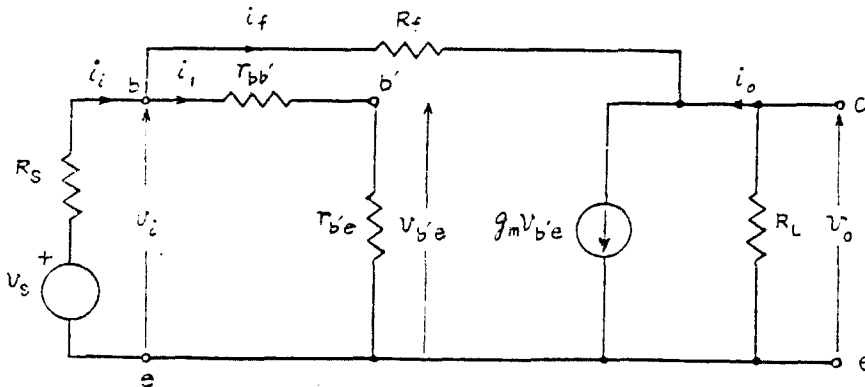 i_f
R_f
b
i_i
i_1
r_bb'
b'
i_o
C
R_S
v_i
r_b'e
v_b'e
g_m v_b'e
R_L
v_o
+
v_s
e
e